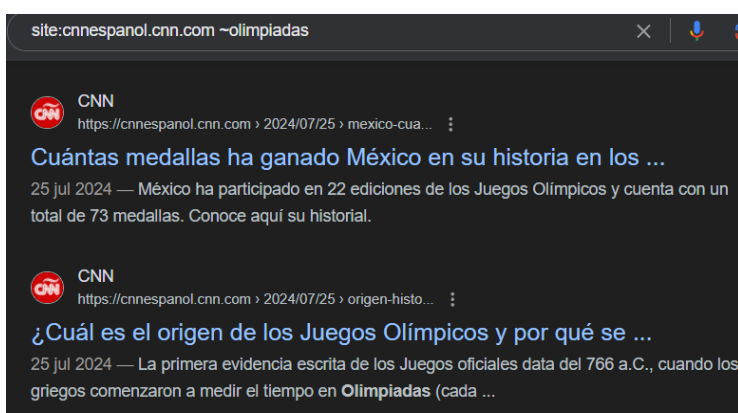 site:cnnespanol.cnn.com ~olimpiadas
CNN
https://cnnespanol.cnn.com › 2024/07/25 › mexico-cua...
Cuántas medallas ha ganado México en su historia en los ...
25 jul 2024 — México ha participado en 22 ediciones de los Juegos Olímpicos y cuenta con un
total de 73 medallas. Conoce aquí su historial.
CNN
https://cnnespanol.cnn.com › 2024/07/25 › origen-histo...
¿Cuál es el origen de los Juegos Olímpicos y por qué se ...
25 jul 2024 — La primera evidencia escrita de los Juegos oficiales data del 766 a.C., cuando los
griegos comenzaron a medir el tiempo en Olimpiadas (cada ...